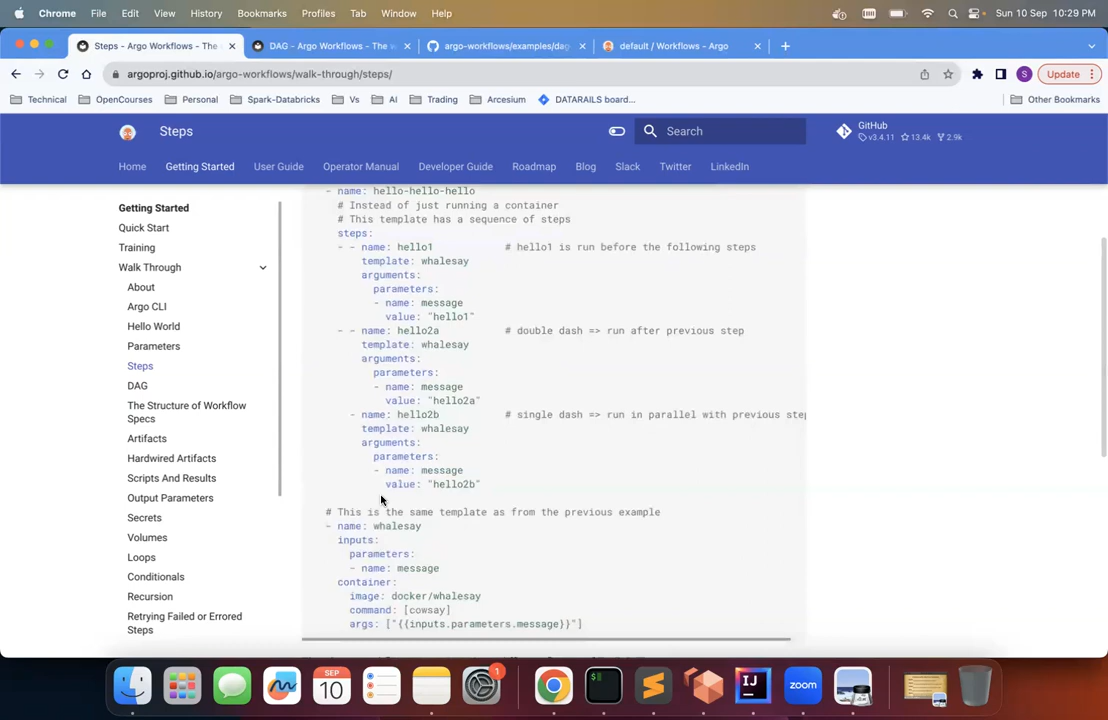 Chrome File Edit View History Bookmarks Profiles Tab Window Help Sun 10 Sep 10:29 PM
Steps - Argo Workflows - The
DAG - Argo Workflows - The w
argo-workflows/examples/dag
default / Workflows - Argo
argoproj.github.io/argo-workflows/walk-through/steps/
S
Update
Technical OpenCourses Personal Spark-Databricks Vs AI Trading Arcesium DATARAILS board... Other Bookmarks
Steps
Search
GitHub
v3.4.11 13.4k 2.9k
Home Getting Started User Guide Operator Manual Developer Guide Roadmap Blog Slack Twitter LinkedIn
Getting Started
Quick Start
Training
Walk Through
About
Argo CLI
Hello World
Parameters
Steps
DAG
The Structure of Workflow
Specs
Artifacts
Hardwired Artifacts
Scripts And Results
Output Parameters
Secrets
Volumes
Loops
Conditionals
Recursion
Retrying Failed or Errored
Steps
- name: hello-hello-hello
# Instead of just running a container
# This template has a sequence of steps
steps:
- - name: hello1 # hello1 is run before the following steps
template: whalesay
arguments:
parameters:
- name: message
value: "hello1"
- - name: hello2a # double dash => run after previous step
template: whalesay
arguments:
parameters:
- name: message
value: "hello2a"
- name: hello2b # single dash => run in parallel with previous step
template: whalesay
arguments:
parameters:
- name: message
value: "hello2b"
# This is the same template as from the previous example
- name: whalesay
inputs:
parameters:
- name: message
container:
image: docker/whalesay
command: [cowsay]
args: ["{{inputs.parameters.message}}"]
SEP
10
1
$
IJ
zoom